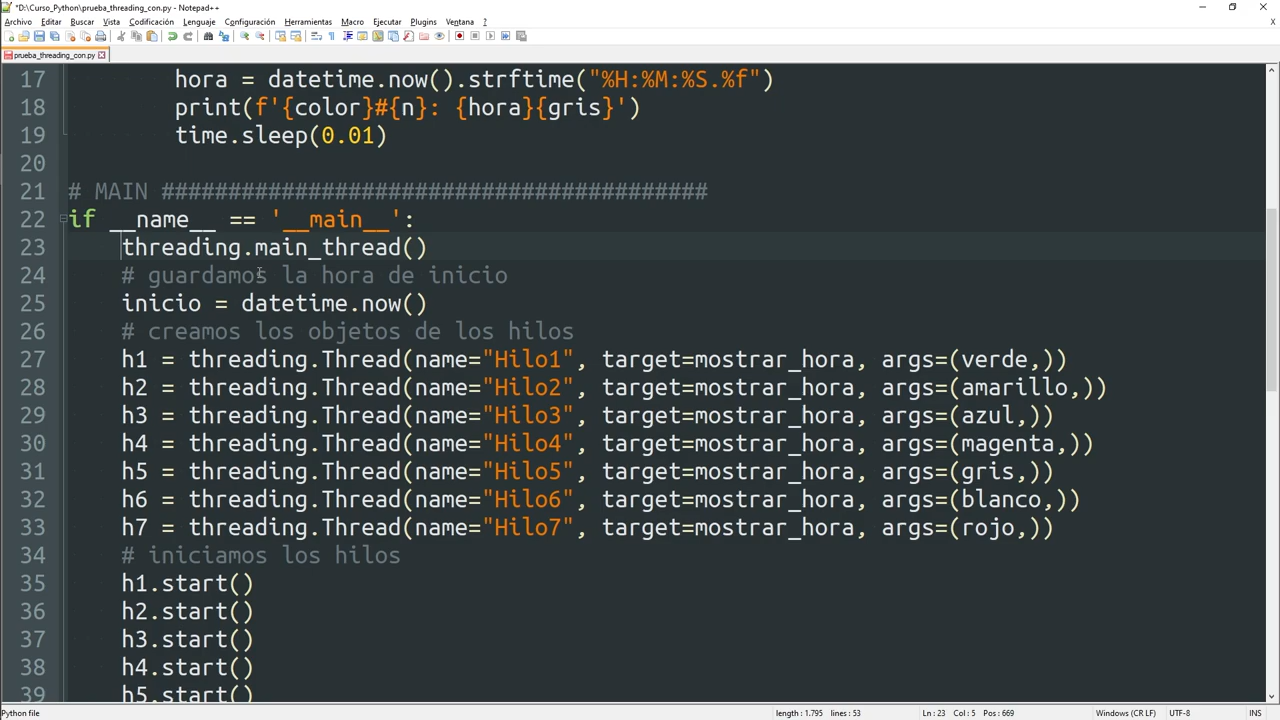 *D:\Curso_Python\prueba_threading_con.py - Notepad++
Archivo Editar Buscar Vista Codificación Lenguaje Configuración Herramientas Macro Ejecutar Plugins Ventana ?
X
prueba_threading_con.py
17 hora = datetime.now().strftime("%H:%M:%S.%f")
18 print(f'{color}#{n}: {hora}{gris}')
19 time.sleep(0.01)
20
21 # MAIN #########################################
22 if __name__ == '__main__':
23 threading.main_thread()
24 # guardamos la hora de inicio
25 inicio = datetime.now()
26 # creamos los objetos de los hilos
27 h1 = threading.Thread(name="Hilo1", target=mostrar_hora, args=(verde,))
28 h2 = threading.Thread(name="Hilo2", target=mostrar_hora, args=(amarillo,))
29 h3 = threading.Thread(name="Hilo3", target=mostrar_hora, args=(azul,))
30 h4 = threading.Thread(name="Hilo4", target=mostrar_hora, args=(magenta,))
31 h5 = threading.Thread(name="Hilo5", target=mostrar_hora, args=(gris,))
32 h6 = threading.Thread(name="Hilo6", target=mostrar_hora, args=(blanco,))
33 h7 = threading.Thread(name="Hilo7", target=mostrar_hora, args=(rojo,))
34 # iniciamos los hilos
35 h1.start()
36 h2.start()
37 h3.start()
38 h4.start()
39 h5.start()
Python file length : 1.795 lines : 53 Ln : 23 Col : 5 Pos : 669 Windows (CR LF) UTF-8 INS